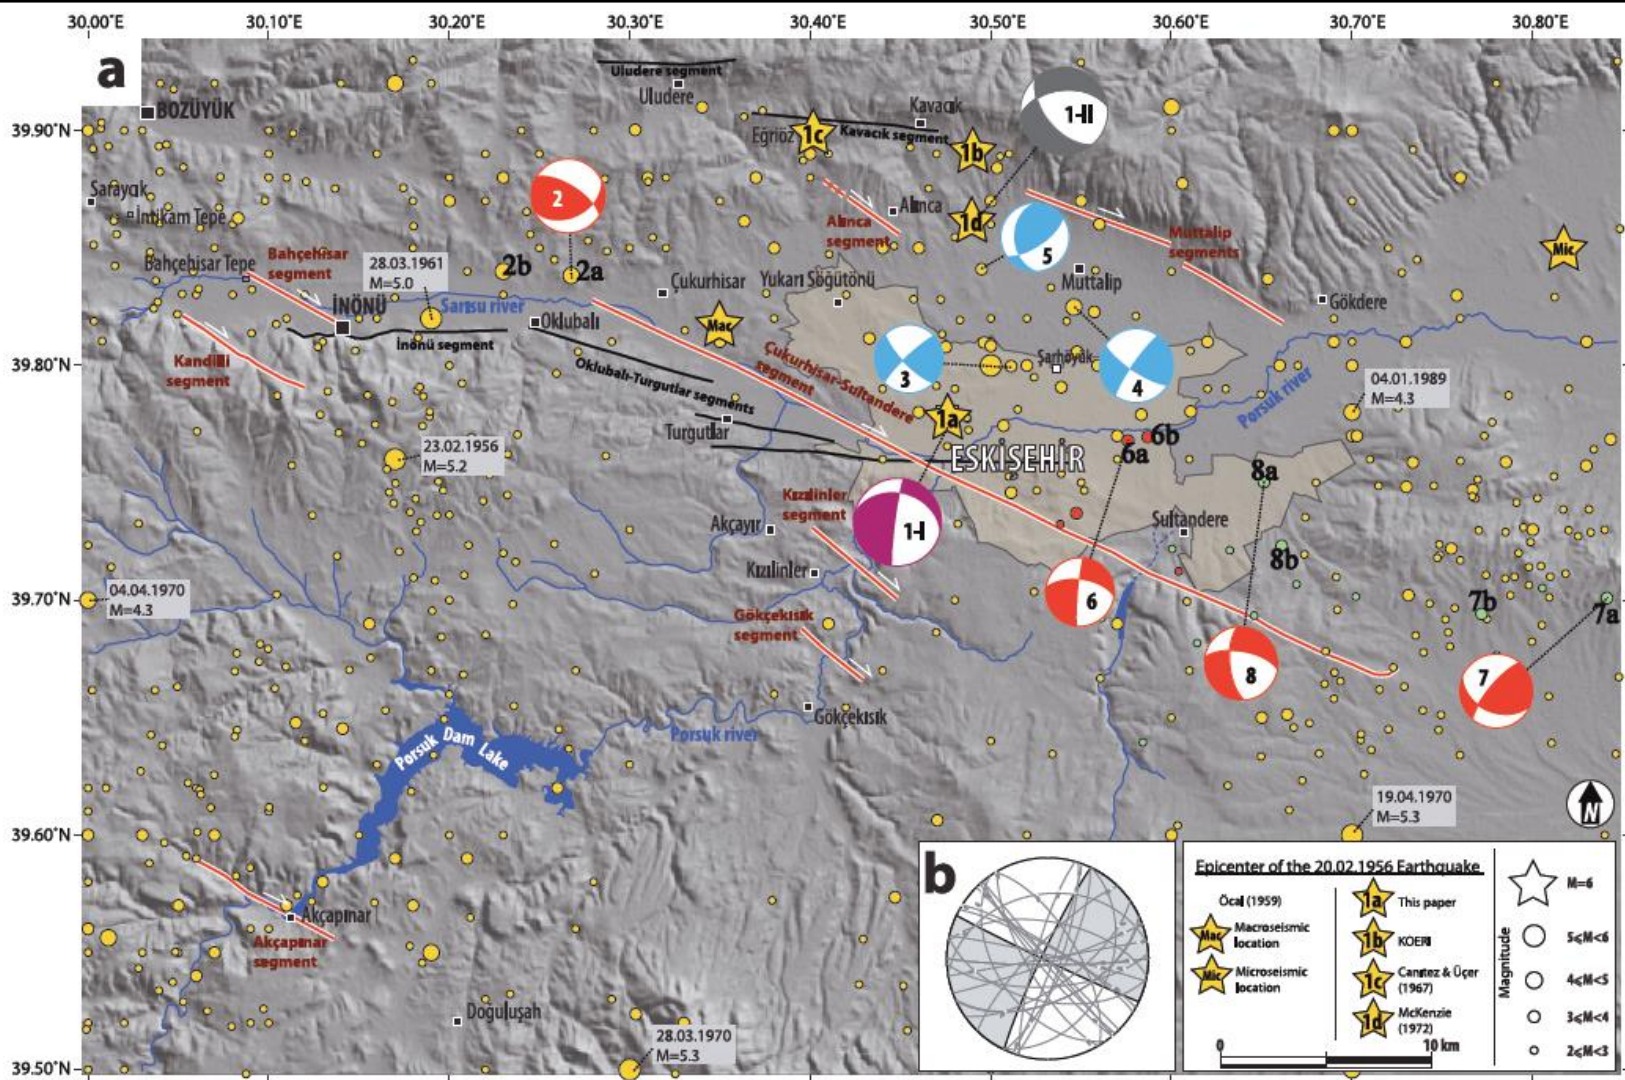 30.00°E 30.10°E 30.20°E 30.30°E 30.40°E 30.50°E 30.60°E 30.70°E 30.80°E
a
39.90°N
39.80°N
39.70°N
39.60°N
39.50°N
BOZÜYÜK
Uludere segment
Uludere
Kavacık
Eğriöz
1c
Kavacık segment
1b
1-II
Saraycık
İntikam Tepe
2
Alınca
Alınca
segment
1d
5
Muttalip
segments
Mic
Bahçehisar Tepe
Bahçehisar
segment
28.03.1961
M=5.0
2b
2a
Çukurhisar
Yukarı Söğütönü
Muttalip
Gökdere
İNÖNÜ
Sarısu river
Oklubalı
Mac
İnönü segment
Kandilli
segment
Oklubalı-Turgutlar segments
Çukurhisar-Sultandere
segment
3
Şarhöyük
4
Porsuk river
04.01.1989
M=4.3
23.02.1956
M=5.2
Turgutlar
1a
ESKİŞEHİR
6a
6b
8a
Kızılinler
segment
Akçayır
1-I
Sultandere
8b
Kızılinler
04.04.1970
M=4.3
6
7b
7a
Gökçekısık
segment
8
7
Gökçekısık
Porsuk river
Porsuk Dam Lake
19.04.1970
M=5.3
N
Akçapınar
Akçapınar
segment
Doğuluşah
28.03.1970
M=5.3
b
Epicenter of the 20.02.1956 Earthquake
Öcal (1959)
Mac Macroseismic
location
Mic Microseismic
location
1a This paper
1b KOERI
1c Canıtez & Üçer
(1967)
1d McKenzie
(1972)
0 10 km
Magnitude
M=6
5⩽M<6
4⩽M<5
3⩽M<4
2⩽M<3